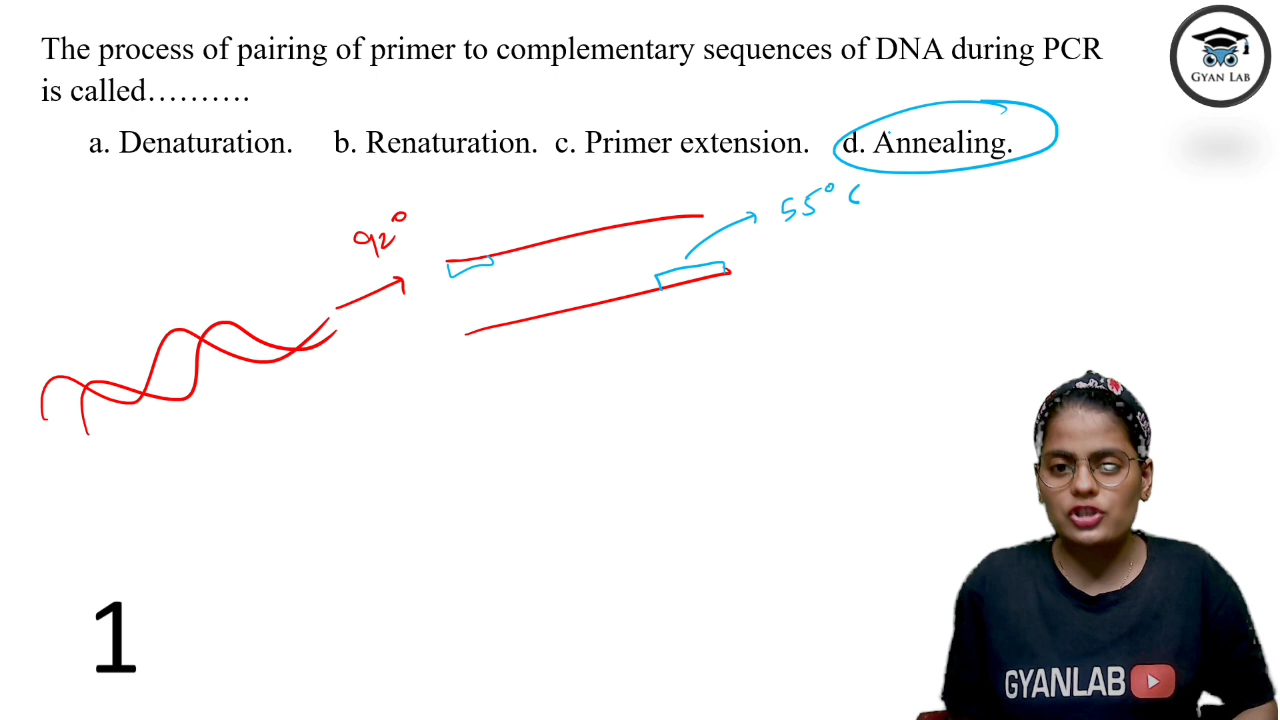 The process of pairing of primer to complementary sequences of DNA during PCR
is called……….
GYAN LAB
a. Denaturation. b. Renaturation. c. Primer extension. d. Annealing.
92°
55° C
1
GYANLAB